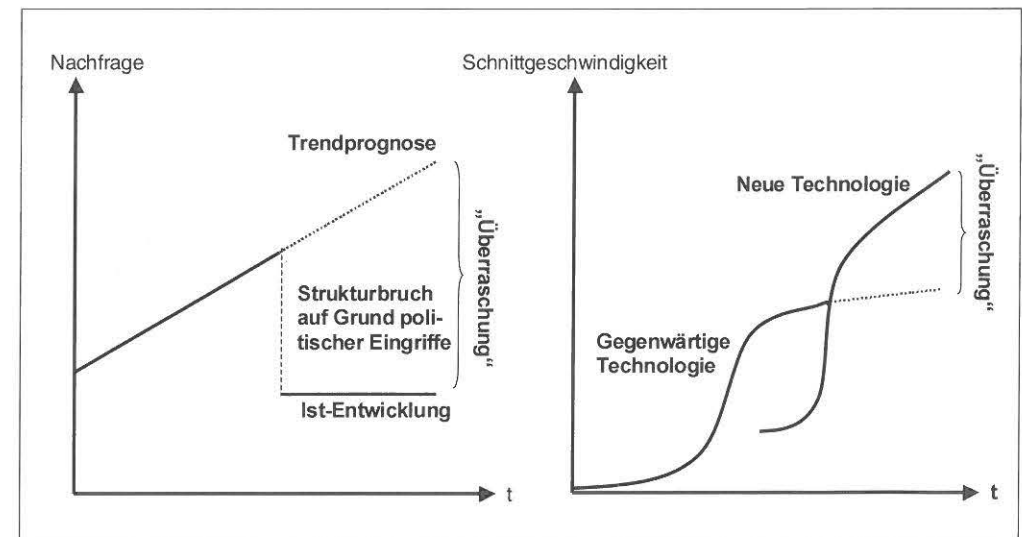 Nachfrage
Trendprognose
„Überraschung“
Strukturbruch
auf Grund poli-
tischer Eingriffe
Ist-Entwicklung
t
Schnittgeschwindigkeit
Neue Technologie
„Überraschung“
Gegenwärtige
Technologie
t